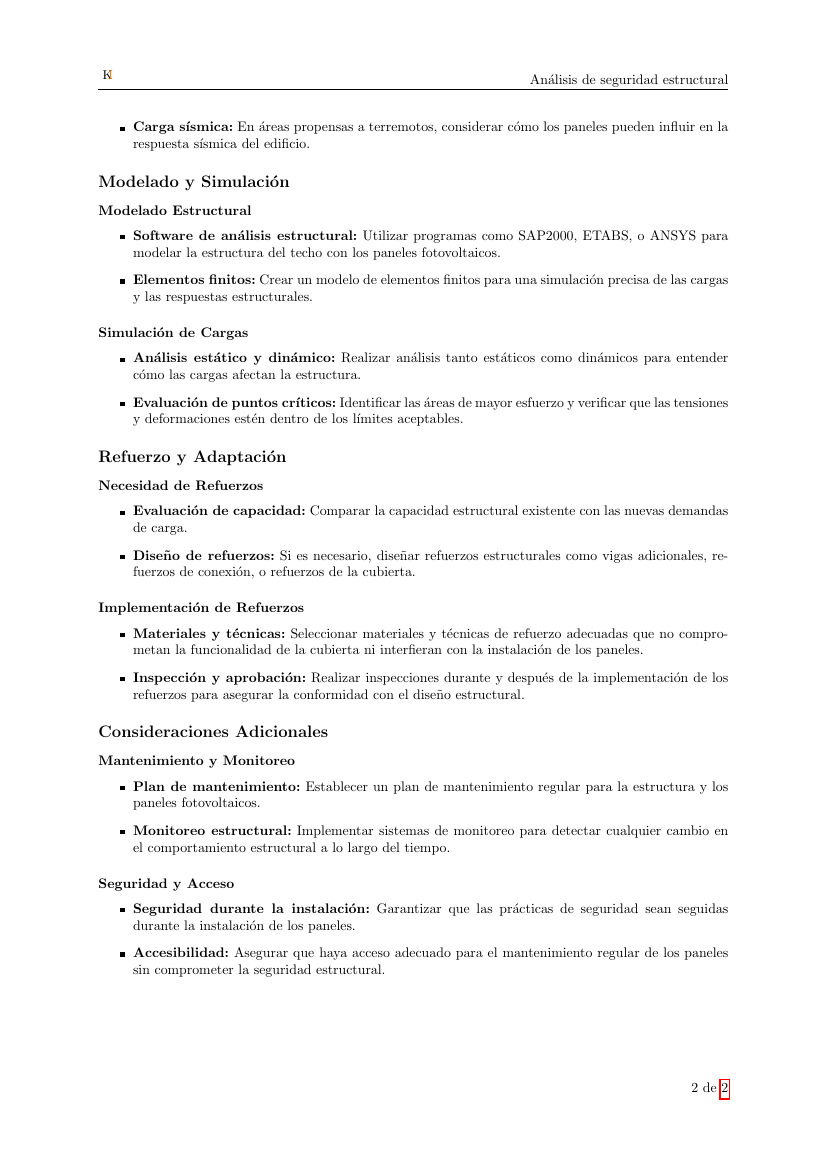 K
Análisis de seguridad estructural
▪ Carga sísmica: En áreas propensas a terremotos, considerar cómo los paneles pueden influir en la
respuesta sísmica del edificio.
Modelado y Simulación
Modelado Estructural
▪ Software de análisis estructural: Utilizar programas como SAP2000, ETABS, o ANSYS para
modelar la estructura del techo con los paneles fotovoltaicos.
▪ Elementos finitos: Crear un modelo de elementos finitos para una simulación precisa de las cargas
y las respuestas estructurales.
Simulación de Cargas
▪ Análisis estático y dinámico: Realizar análisis tanto estáticos como dinámicos para entender
cómo las cargas afectan la estructura.
▪ Evaluación de puntos críticos: Identificar las áreas de mayor esfuerzo y verificar que las tensiones
y deformaciones estén dentro de los límites aceptables.
Refuerzo y Adaptación
Necesidad de Refuerzos
▪ Evaluación de capacidad: Comparar la capacidad estructural existente con las nuevas demandas
de carga.
▪ Diseño de refuerzos: Si es necesario, diseñar refuerzos estructurales como vigas adicionales, re-
fuerzos de conexión, o refuerzos de la cubierta.
Implementación de Refuerzos
▪ Materiales y técnicas: Seleccionar materiales y técnicas de refuerzo adecuadas que no compro-
metan la funcionalidad de la cubierta ni interfieran con la instalación de los paneles.
▪ Inspección y aprobación: Realizar inspecciones durante y después de la implementación de los
refuerzos para asegurar la conformidad con el diseño estructural.
Consideraciones Adicionales
Mantenimiento y Monitoreo
▪ Plan de mantenimiento: Establecer un plan de mantenimiento regular para la estructura y los
paneles fotovoltaicos.
▪ Monitoreo estructural: Implementar sistemas de monitoreo para detectar cualquier cambio en
el comportamiento estructural a lo largo del tiempo.
Seguridad y Acceso
▪ Seguridad durante la instalación: Garantizar que las prácticas de seguridad sean seguidas
durante la instalación de los paneles.
▪ Accesibilidad: Asegurar que haya acceso adecuado para el mantenimiento regular de los paneles
sin comprometer la seguridad estructural.
2 de 2